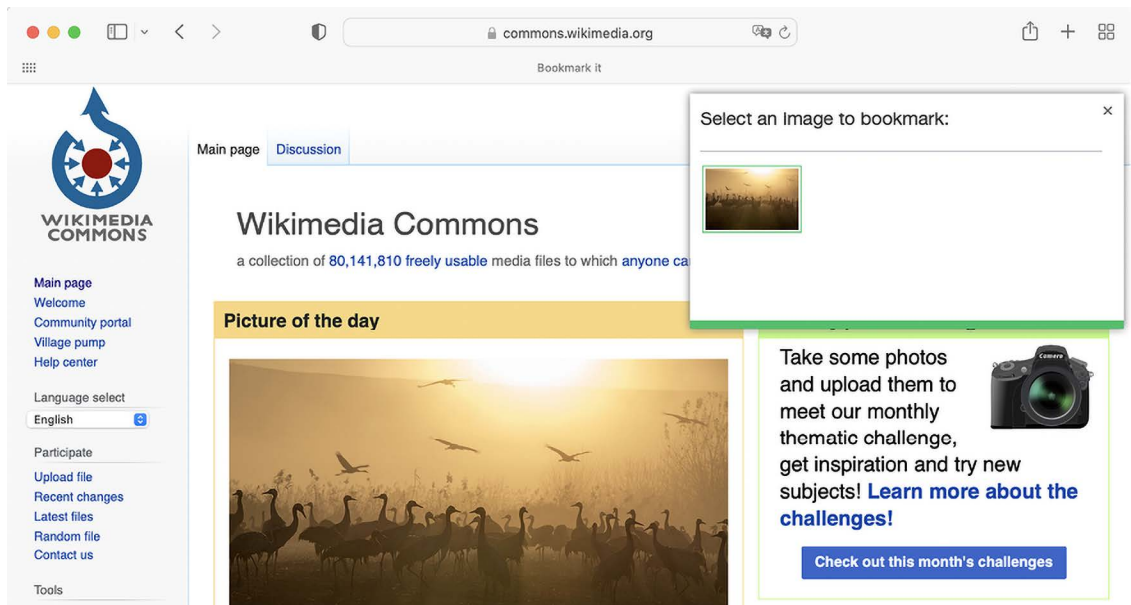 commons.wikimedia.org
Bookmark it
WIKIMEDIA
COMMONS
Main page
Welcome
Community portal
Village pump
Help center
Language select
English
Participate
Upload file
Recent changes
Latest files
Random file
Contact us
Tools
Main page Discussion
Wikimedia Commons
a collection of 80,141,810 freely usable media files to which anyone ca
Picture of the day
Select an image to bookmark:
×
Take some photos
and upload them to
meet our monthly
thematic challenge,
get inspiration and try new
subjects! Learn more about the
challenges!
Camera
Check out this month's challenges